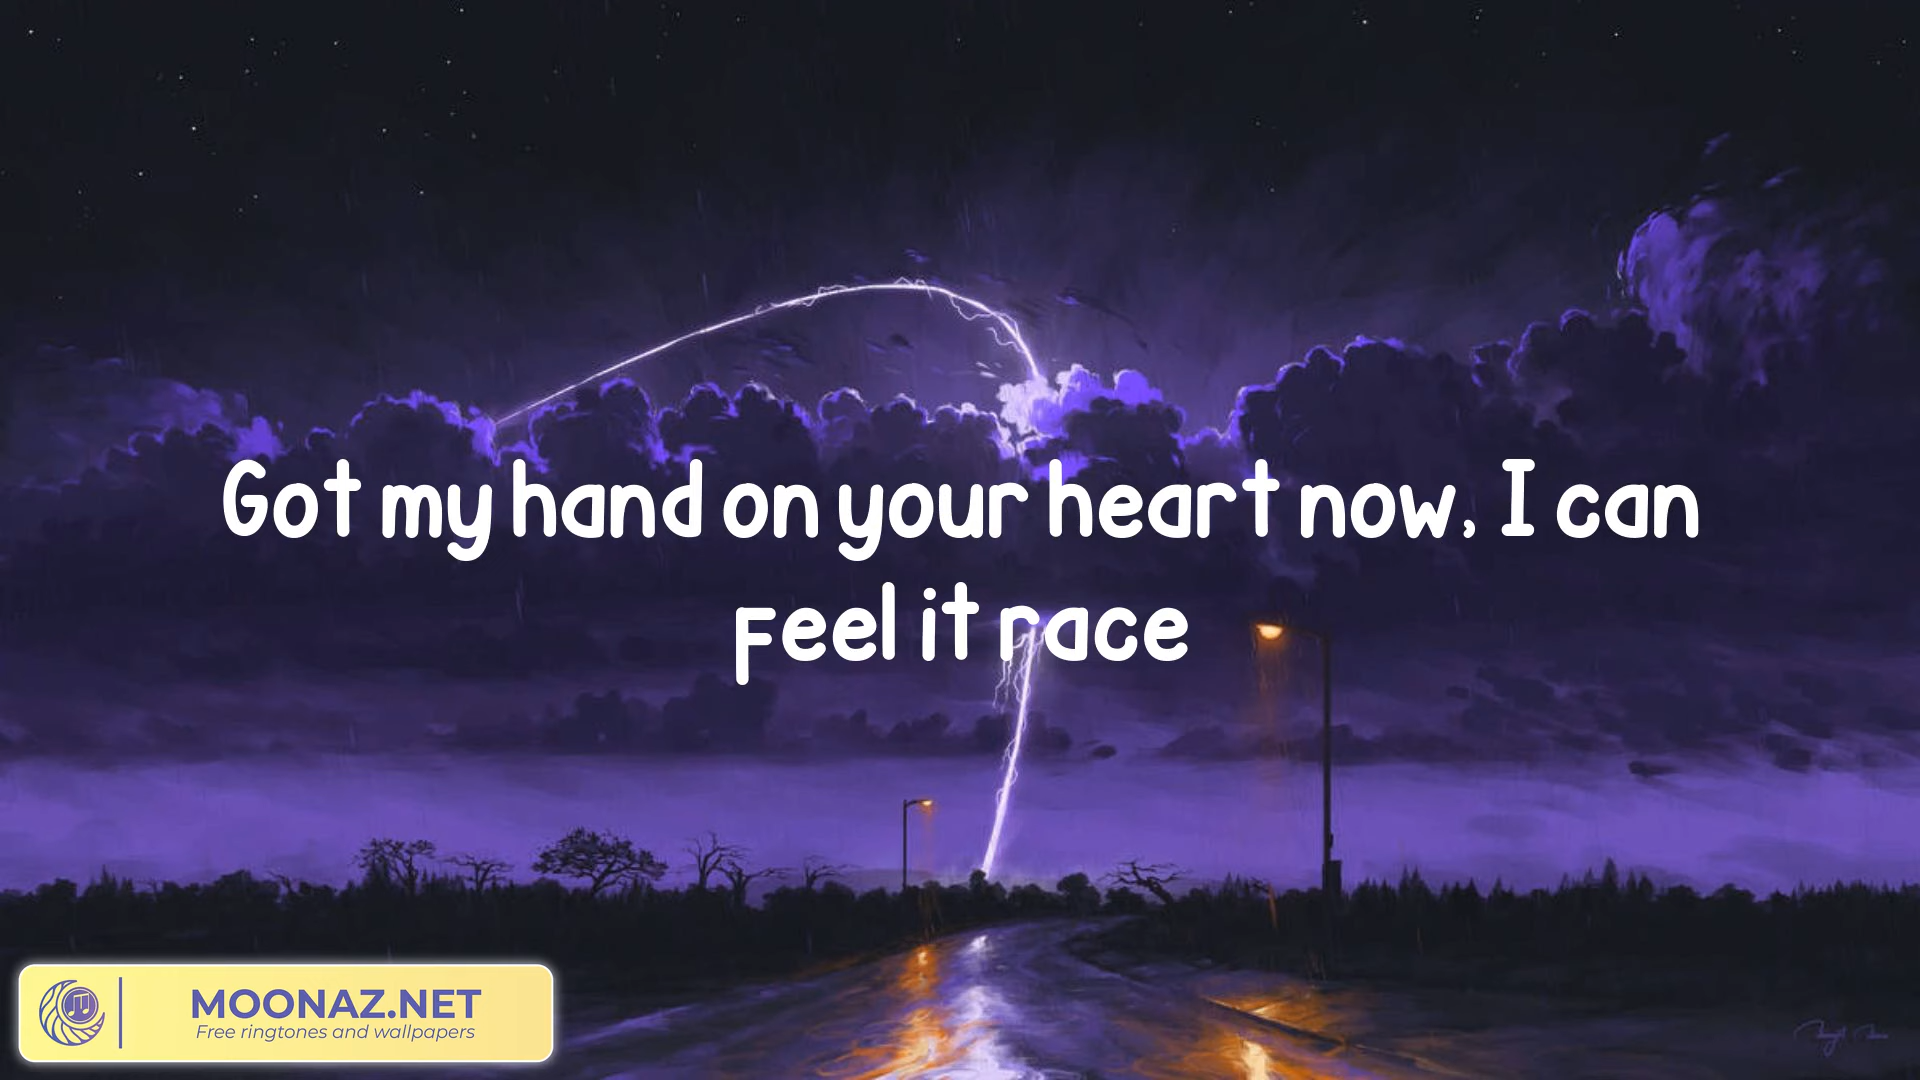 Got my hand on your heart now, I can
feel it race
MOONAZ.NET
Free ringtones and wallpapers